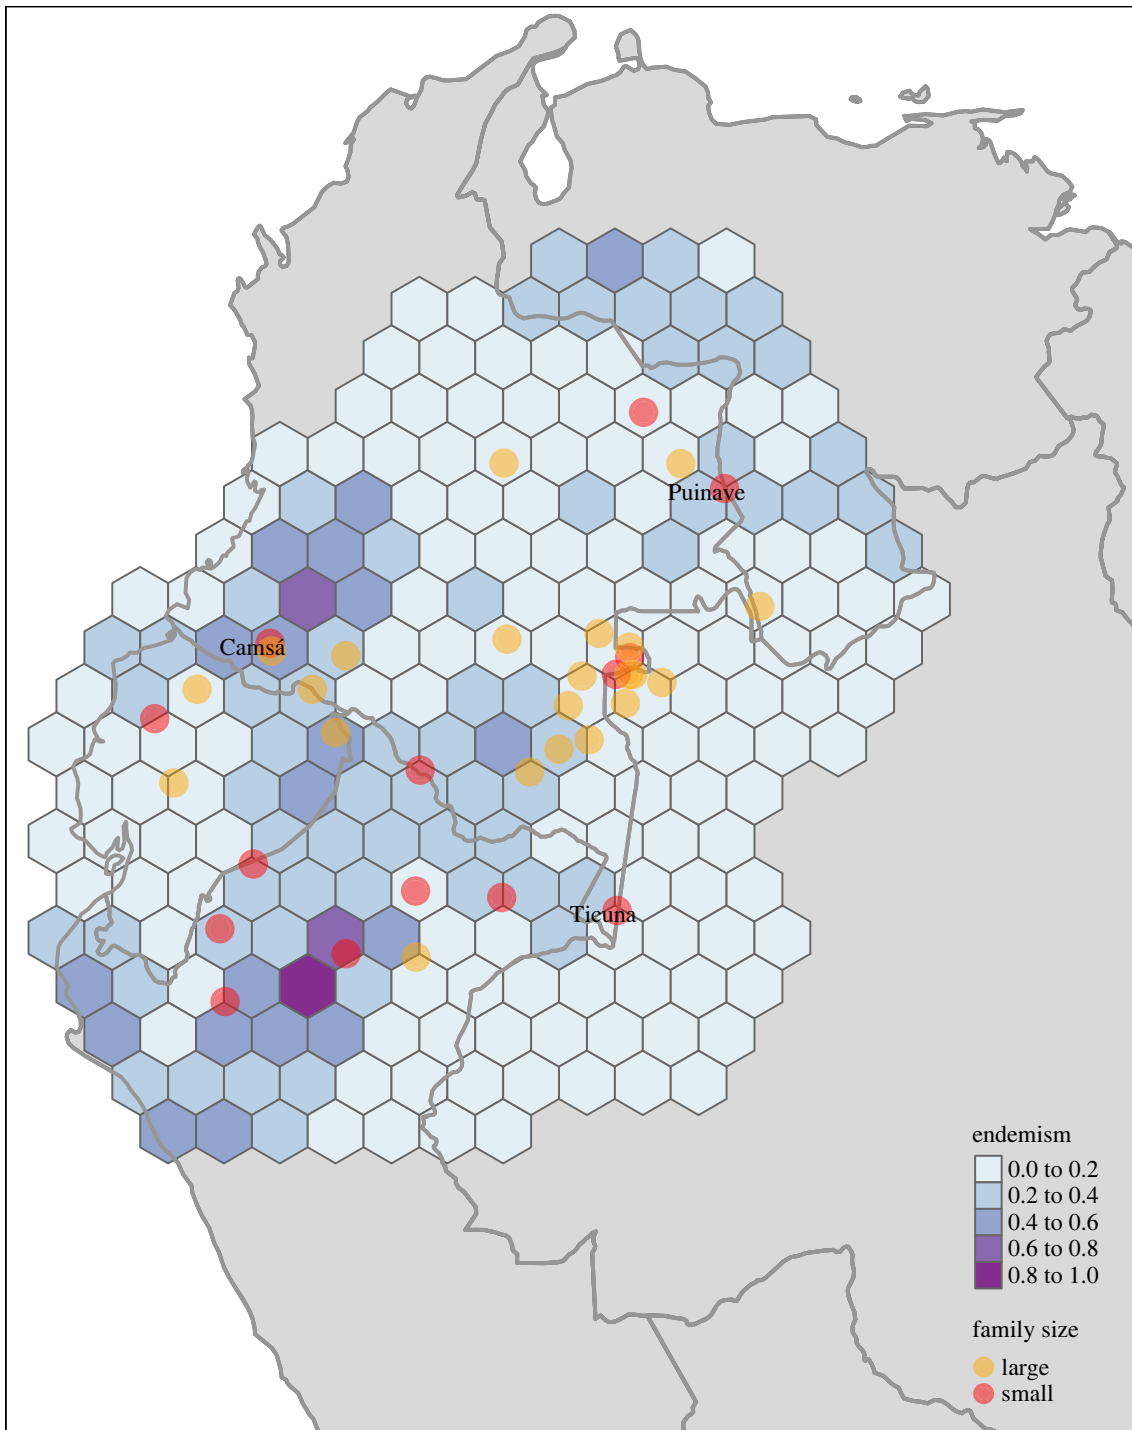 Puinave
Camsá
Ticuna
endemism
0.0 to 0.2
0.2 to 0.4
0.4 to 0.6
0.6 to 0.8
0.8 to 1.0
family size
large
small